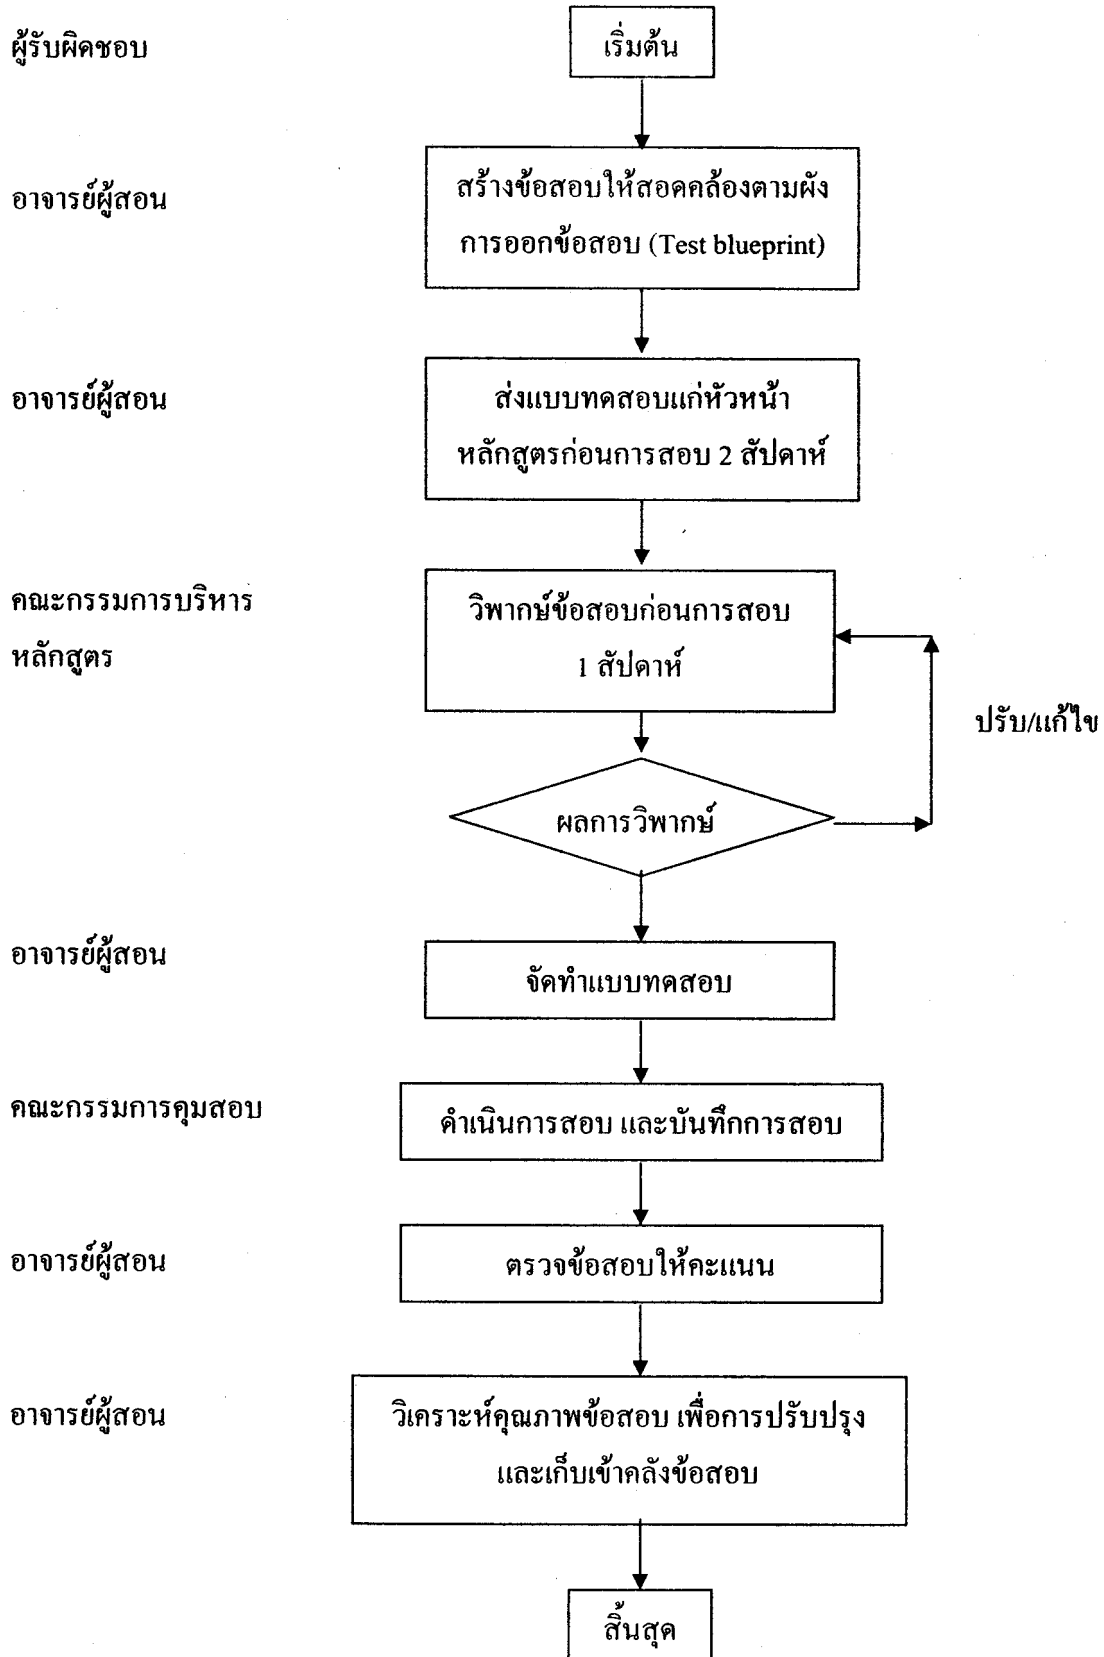 ผู้รับผิดชอบ
เริ่มต้น
อาจารย์ผู้สอน
สร้างข้อสอบให้สอดคล้องตามผัง
การออกข้อสอบ (Test blueprint)
อาจารย์ผู้สอน
ส่งแบบทดสอบแก่หัวหน้า
หลักสูตรก่อนการสอบ 2 สัปดาห์
คณะกรรมการบริหาร
หลักสูตร
วิพากษ์ข้อสอบก่อนการสอบ
1 สัปดาห์
ปรับ/แก้ไข
ผลการวิพากษ์
อาจารย์ผู้สอน
จัดทำแบบทดสอบ
คณะกรรมการคุมสอบ
ดำเนินการสอบ และบันทึกการสอบ
อาจารย์ผู้สอน
ตรวจข้อสอบให้คะแนน
อาจารย์ผู้สอน
วิเคราะห์คุณภาพข้อสอบ เพื่อการปรับปรุง
และเก็บเข้าคลังข้อสอบ
สิ้นสุด